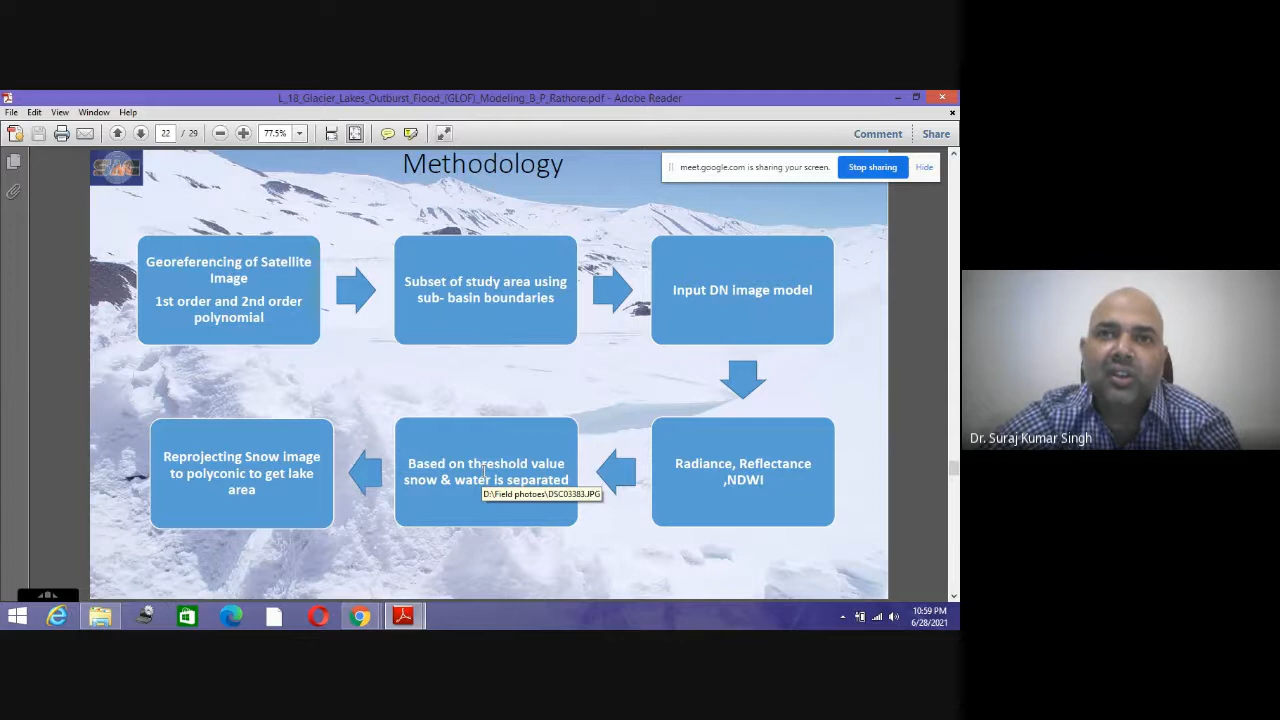 L_18_Glacier_Lakes_Outburst_Flood_(GLOF)_Modeling_B_P_Rathore.pdf - Adobe Reader
File Edit View Window Help
22 / 29 77.5% Comment Share
SAC
Methodology
meet.google.com is sharing your screen. Stop sharing Hide
Georeferencing of Satellite
Image
1st order and 2nd order
polynomial
Subset of study area using
sub- basin boundaries
Input DN image model
Radiance, Reflectance
,NDWI
Based on threshold value
snow & water is separated
D:\Field photoes\DSC03383.JPG
Reprojecting Snow image
to polyconic to get lake
area
Dr. Suraj Kumar Singh
10:59 PM
6/28/2021